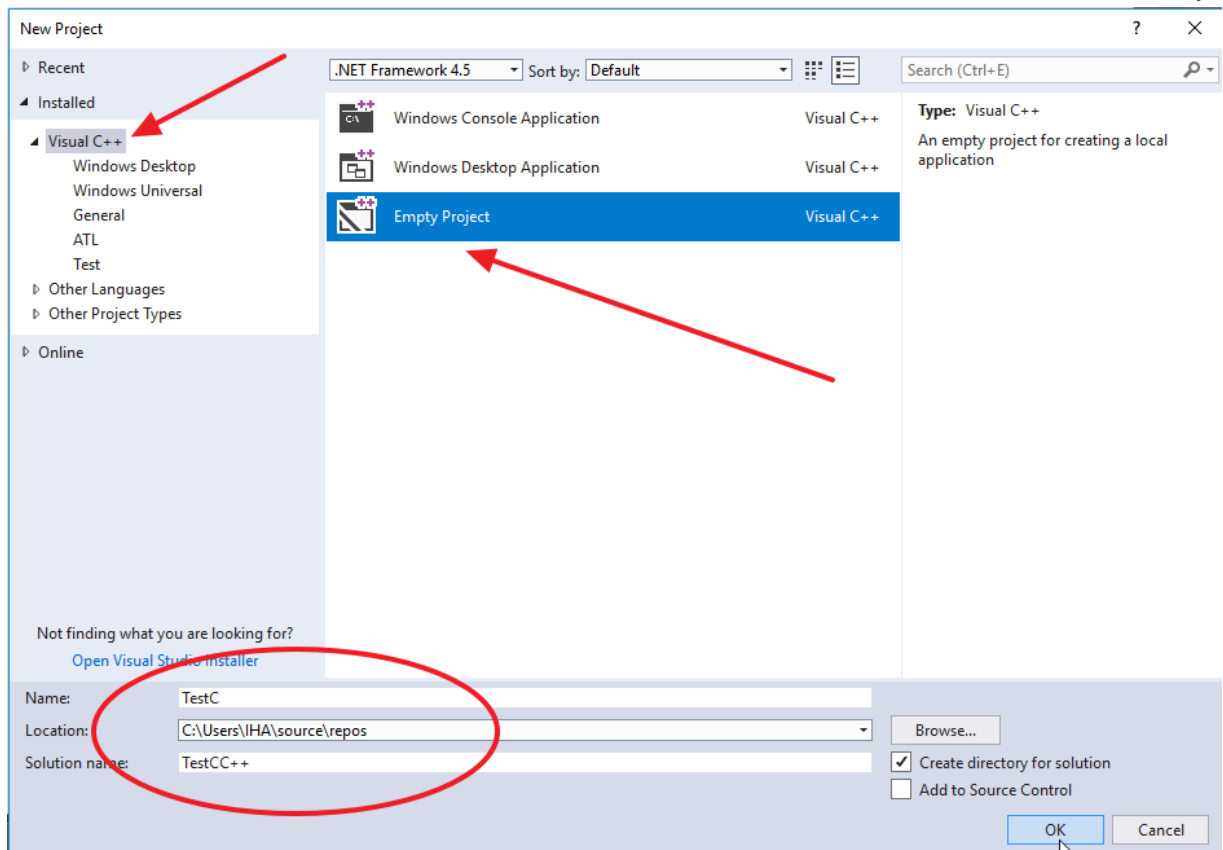 New Project
?
Recent
Installed
Visual C++
Windows Desktop
Windows Universal
General
ATL
Test
Other Languages
Other Project Types
Online
Not finding what you are looking for?
Open Visual Studio Installer
.NET Framework 4.5
Sort by: Default
Search (Ctrl+E)
C:\
Windows Console Application Visual C++
Windows Desktop Application Visual C++
Empty Project Visual C++
Type: Visual C++
An empty project for creating a local
application
Name: TestC
Location: C:\Users\IHA\source\repos
Browse...
Solution name: TestCC++
Create directory for solution
Add to Source Control
OK
Cancel